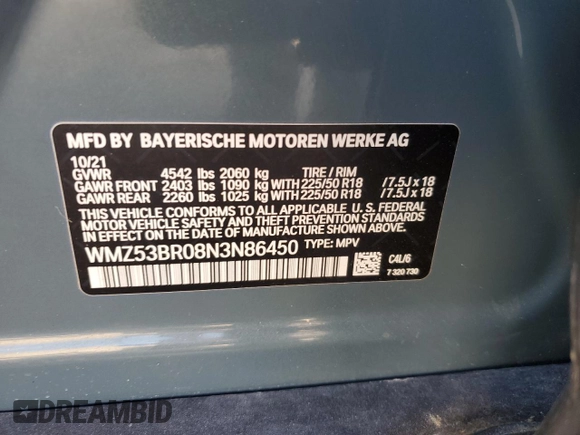 MFD BY BAYERISCHE MOTOREN WERKE AG
10/21
GVWR 4542 lbs 2060 kg TIRE / RIM
GAWR FRONT 2403 lbs 1090 kg WITH 225/50 R18 /7.5J x 18
GAWR REAR 2260 lbs 1025 kg WITH 225/50 R18 /7.5J x 18
THIS VEHICLE CONFORMS TO ALL APPLICABLE U. S. FEDERAL
MOTOR VEHICLE SAFETY AND THEFT PREVENTION STANDARDS
IN EFFECT ON THE DATE OF MANUFACTURE SHOWN ABOVE.
WMZ53BR08N3N86450 TYPE: MPV
C4L/6
7 320 730
DREAMBID